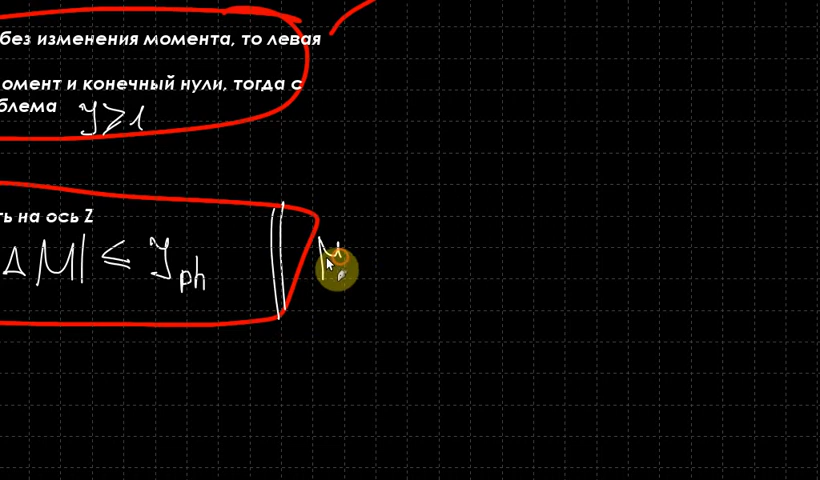 без изменения момента, то левая
омент и конечный нули, тогда с
блема J ⩾ 1
ть на ось Z
ΔM| ≤ J_ph || M